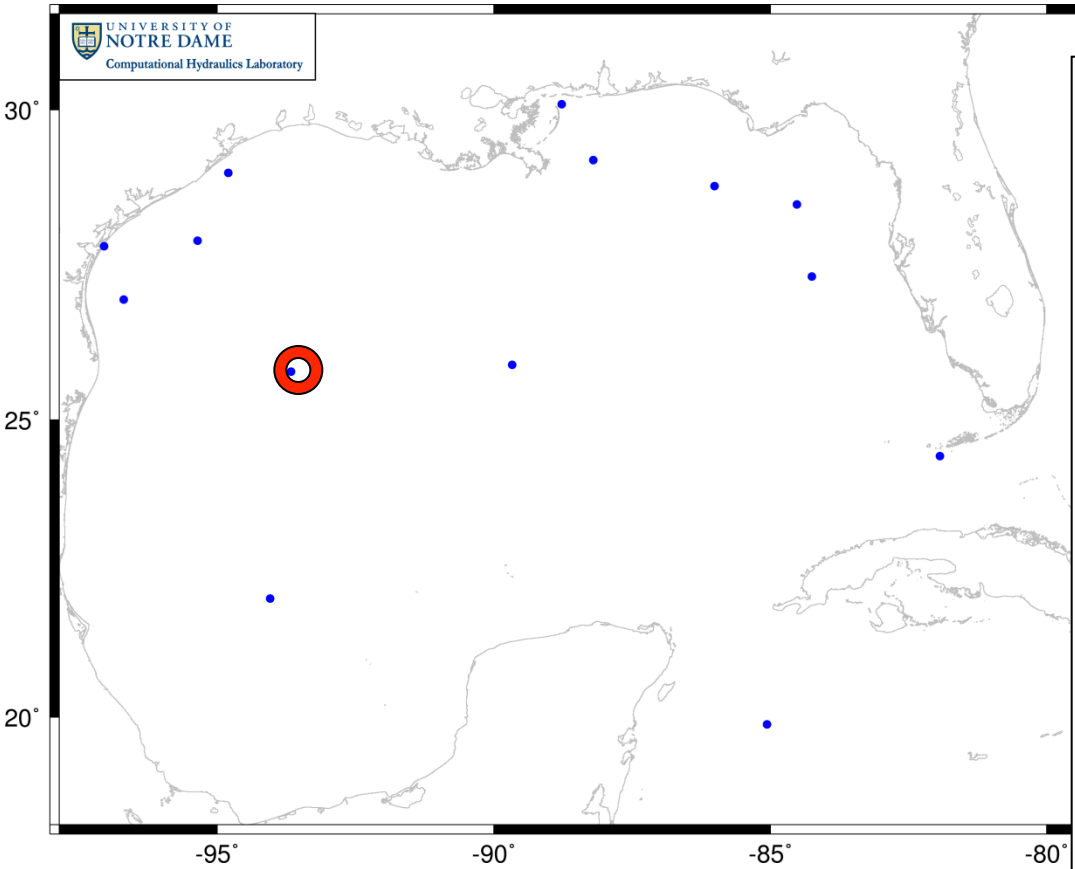 UNIVERSITY OF
NOTRE DAME
Computational Hydraulics Laboratory
30˚
25˚
20˚
-95˚
-90˚
-85˚
-80˚